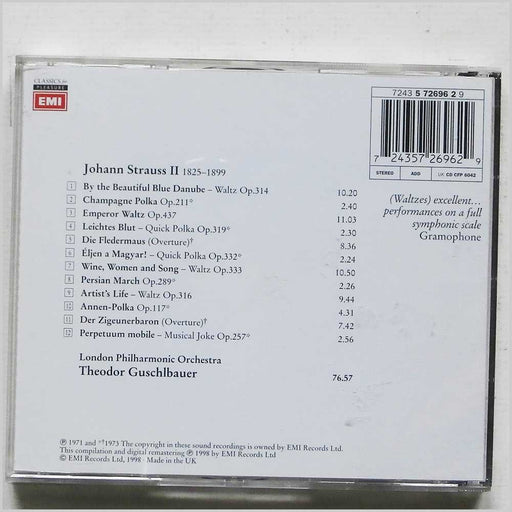 CLASSICS for
PLEASURE
EMI
7243 5 72696 2 9
7 24357 26962 9
STEREO ADD UK: CD CFP 6042
Johann Strauss II 1825–1899
1 By the Beautiful Blue Danube – Waltz Op.314 10.20
2 Champagne Polka Op.211* 2.40
3 Emperor Waltz Op.437 11.03
4 Leichtes Blut – Quick Polka Op.319* 2.30
5 Die Fledermaus (Overture)† 8.36
6 Éljen a Magyar! – Quick Polka Op.332* 2.24
7 Wine, Women and Song – Waltz Op.333 10.50
8 Persian March Op.289* 2.26
9 Artist's Life – Waltz Op.316 9.44
10 Annen-Polka Op.117* 4.31
11 Der Zigeunerbaron (Overture)† 7.42
12 Perpetuum mobile – Musical Joke Op.257* 2.56
(Waltzes) excellent…
performances on a full
symphonic scale
Gramophone
London Philharmonic Orchestra
Theodor Guschlbauer 76.57
℗ 1971 and *†1973 The copyright in these sound recordings is owned by EMI Records Ltd.
This compilation and digital remastering ℗ 1998 by EMI Records Ltd
© EMI Records Ltd, 1998 · Made in the UK